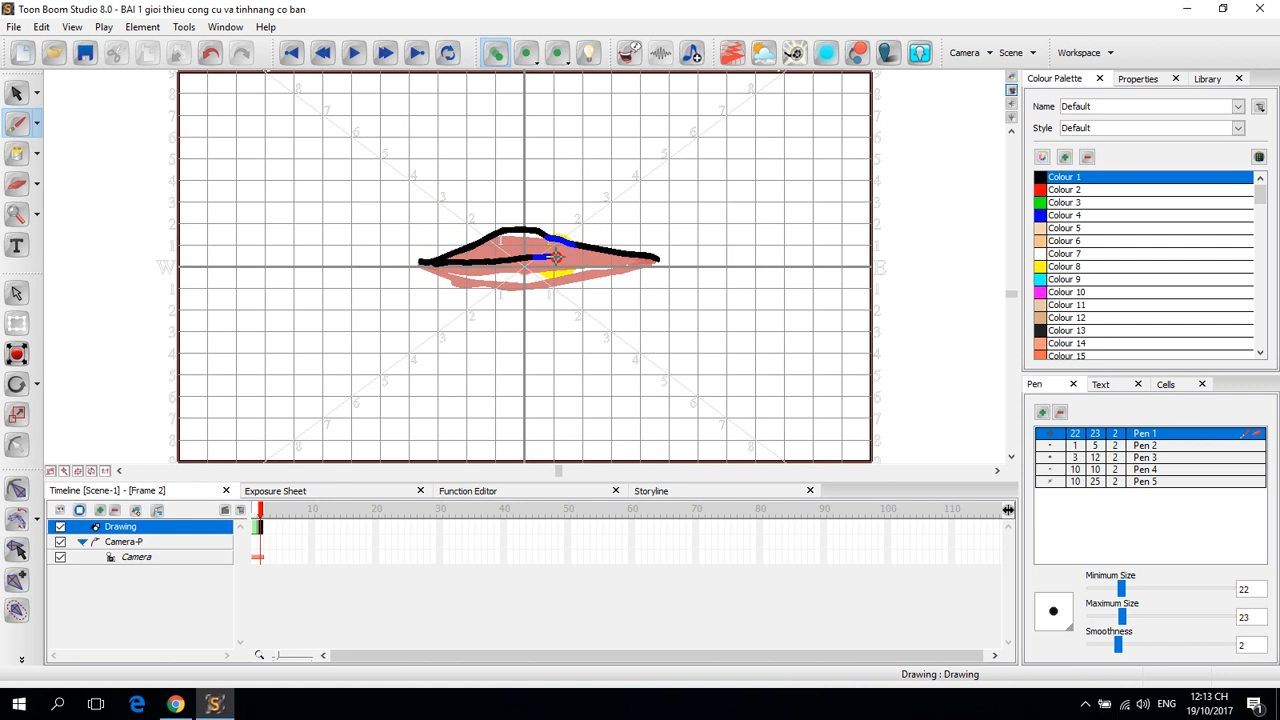 Toon Boom Studio 8.0 - BAI 1 gioi thieu cong cu va tinhnang co ban
File Edit View Play Element Tools Windows Help
Camera Scene Workspace
Colour Palette Properties Library
Name Default
Style Default
Colour 1
Colour 2
Colour 3
Colour 4
Colour 5
Colour 6
Colour 7
Colour 8
Colour 9
Colour 10
Colour 11
Colour 12
Colour 13
Colour 14
Colour 15
W E
Pen Text Cells
22 23 2 Pen 1
1 5 2 Pen 2
3 12 2 Pen 3
10 10 2 Pen 4
10 25 2 Pen 5
Minimum Size
22
Maximum Size
23
Smoothness
2
Timeline [Scene-1] - [Frame 2] Exposure Sheet Function Editor Storyline
10 20 30 40 50 60 70 80 90 100 110
Drawing
Camera-P
Camera
Drawing : Drawing
ENG
12:13 CH
19/10/2017